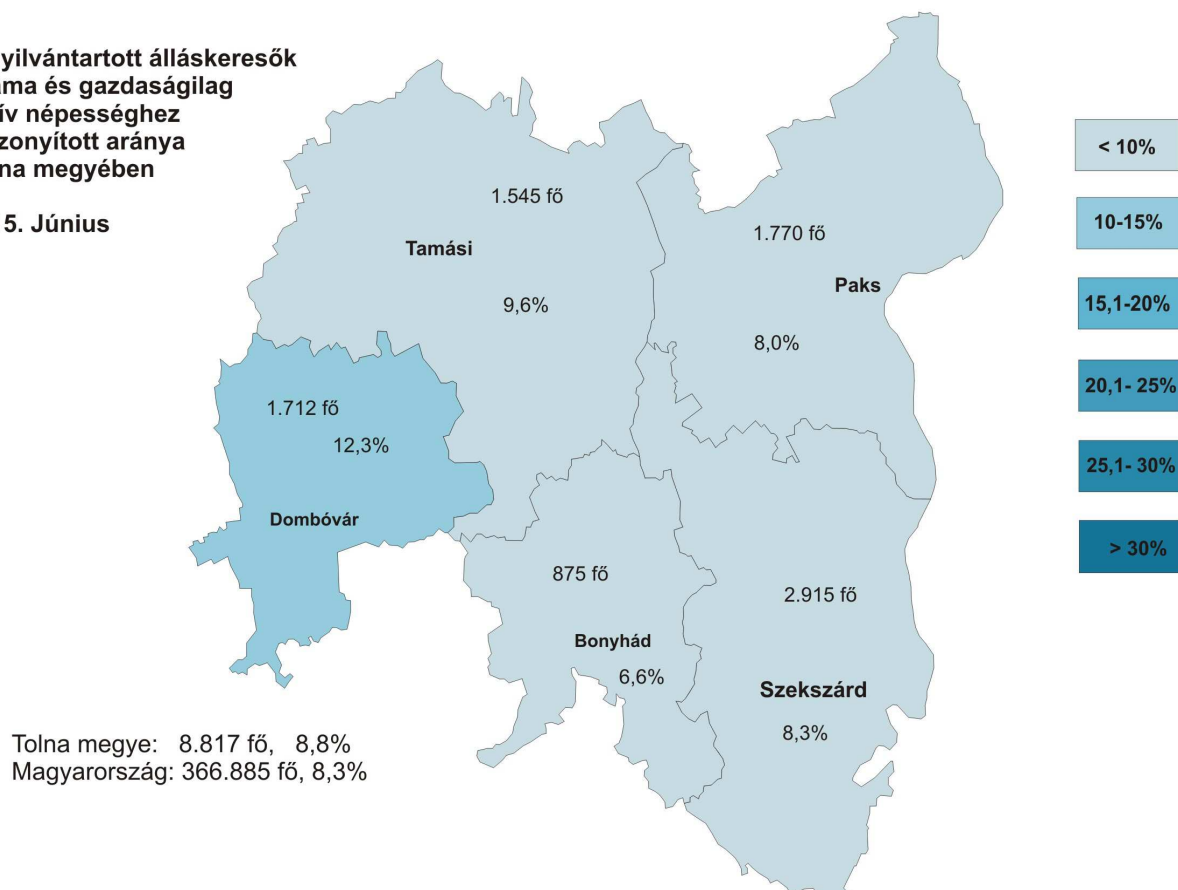 yilvántartott álláskeresők
ma és gazdaságilag
ív népességhez
zonyított aránya
na megyében
5. Június
< 10%
10-15%
15,1-20%
20,1- 25%
25,1- 30%
> 30%
1.545 fő
Tamási
9,6%
1.770 fő
Paks
8,0%
1.712 fő
12,3%
Dombóvár
875 fő
Bonyhád
6,6%
2.915 fő
Szekszárd
8,3%
Tolna megye: 8.817 fő, 8,8%
Magyarország: 366.885 fő, 8,3%